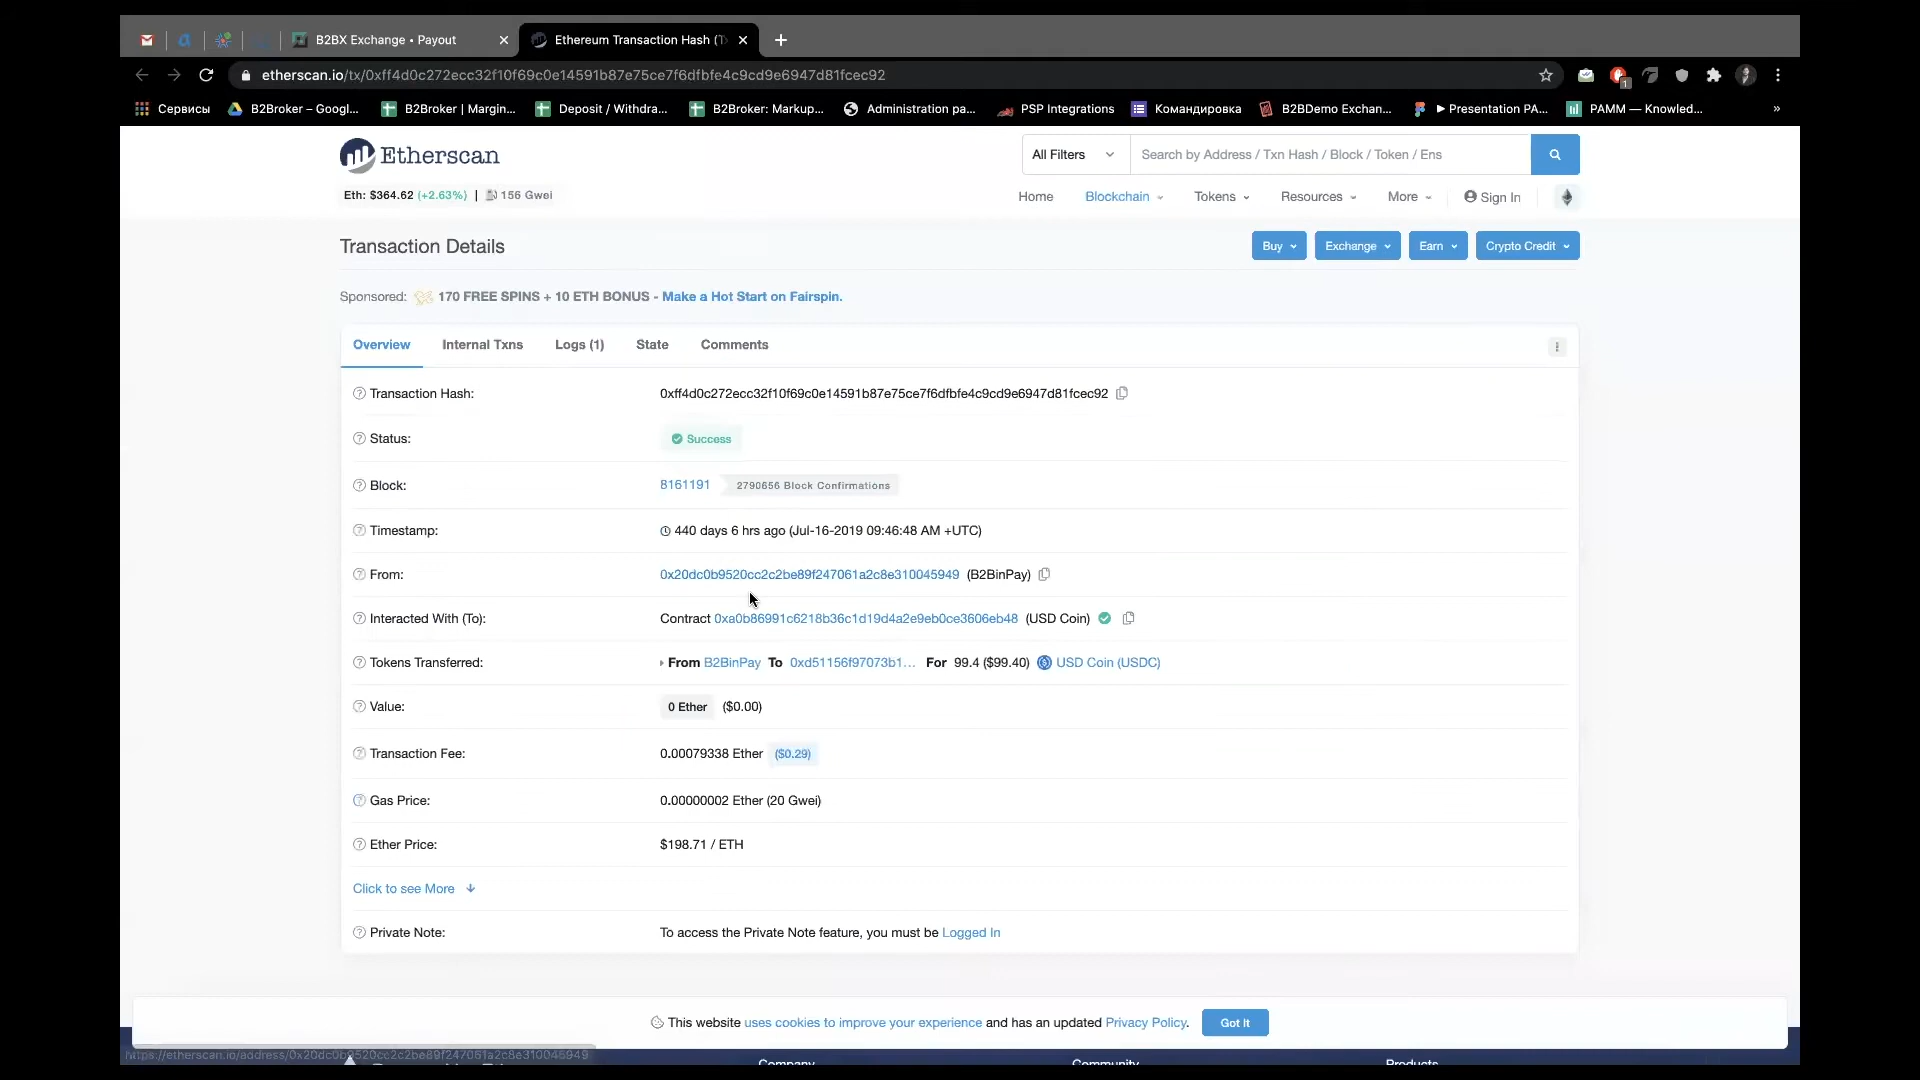 B2BX Exchange • Payout
Ethereum Transaction Hash (T
etherscan.io/tx/0xff4d0c272ecc32f10f69c0e14591b87e75ce7f6dfbfe4c9cd9e6947d81fcec92
1
Сервисы
B2Broker – Googl...
B2Broker | Margin...
Deposit / Withdra...
B2Broker: Markup...
Administration pa...
PSP Integrations
Командировка
B2BDemo Exchan...
►Presentation PA...
PAMM — Knowled...
»
Etherscan
All Filters
Search by Address / Txn Hash / Block / Token / Ens
Eth: $364.62 (+2.63%) | 156 Gwei
Home
Blockchain
Tokens
Resources
More
Sign In
Transaction Details
Buy
Exchange
Earn
Crypto Credit
Sponsored: 170 FREE SPINS + 10 ETH BONUS - Make a Hot Start on Fairspin.
Overview
Internal Txns
Logs (1)
State
Comments
Transaction Hash: 0xff4d0c272ecc32f10f69c0e14591b87e75ce7f6dfbfe4c9cd9e6947d81fcec92
Status: Success
Block: 8161191 2790656 Block Confirmations
Timestamp: 440 days 6 hrs ago (Jul-16-2019 09:46:48 AM +UTC)
From: 0x20dc0b9520cc2c2be89f247061a2c8e310045949 (B2BinPay)
Interacted With (To): Contract 0xa0b86991c6218b36c1d19d4a2e9eb0ce3606eb48 (USD Coin)
Tokens Transferred: From B2BinPay To 0xd51156f97073b1... For 99.4 ($99.40) USD Coin (USDC)
Value: 0 Ether ($0.00)
Transaction Fee: 0.00079338 Ether ($0.29)
Gas Price: 0.00000002 Ether (20 Gwei)
Ether Price: $198.71 / ETH
Click to see More
Private Note: To access the Private Note feature, you must be Logged In
This website uses cookies to improve your experience and has an updated Privacy Policy.
Got It
https://etherscan.io/address/0x20dc0b9520cc2c2be89f247061a2c8e310045949
Company
Community
Products